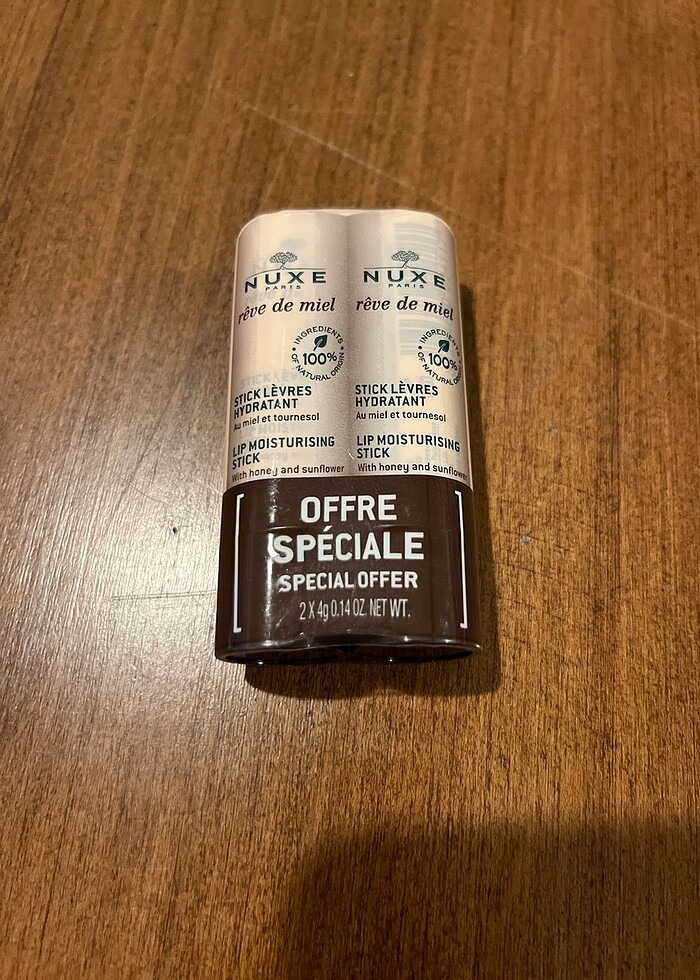 NUXE
PARIS
rêve de miel
INGREDIENTS
100%
OF NATURAL ORIGIN
STICK LÈVRES
HYDRATANT
Au miel et tournesol
LIP MOISTURISING
STICK
With honey and sunflower
NUXE
PARIS
rêve de miel
INGREDIENTS
100%
OF NATURAL ORIGIN
STICK LÈVRES
HYDRATANT
Au miel et tournesol
LIP MOISTURISING
STICK
With honey and sunflower
OFFRE
SPÉCIALE
SPECIAL OFFER
2 X 4g 0.14 OZ. NET WT.